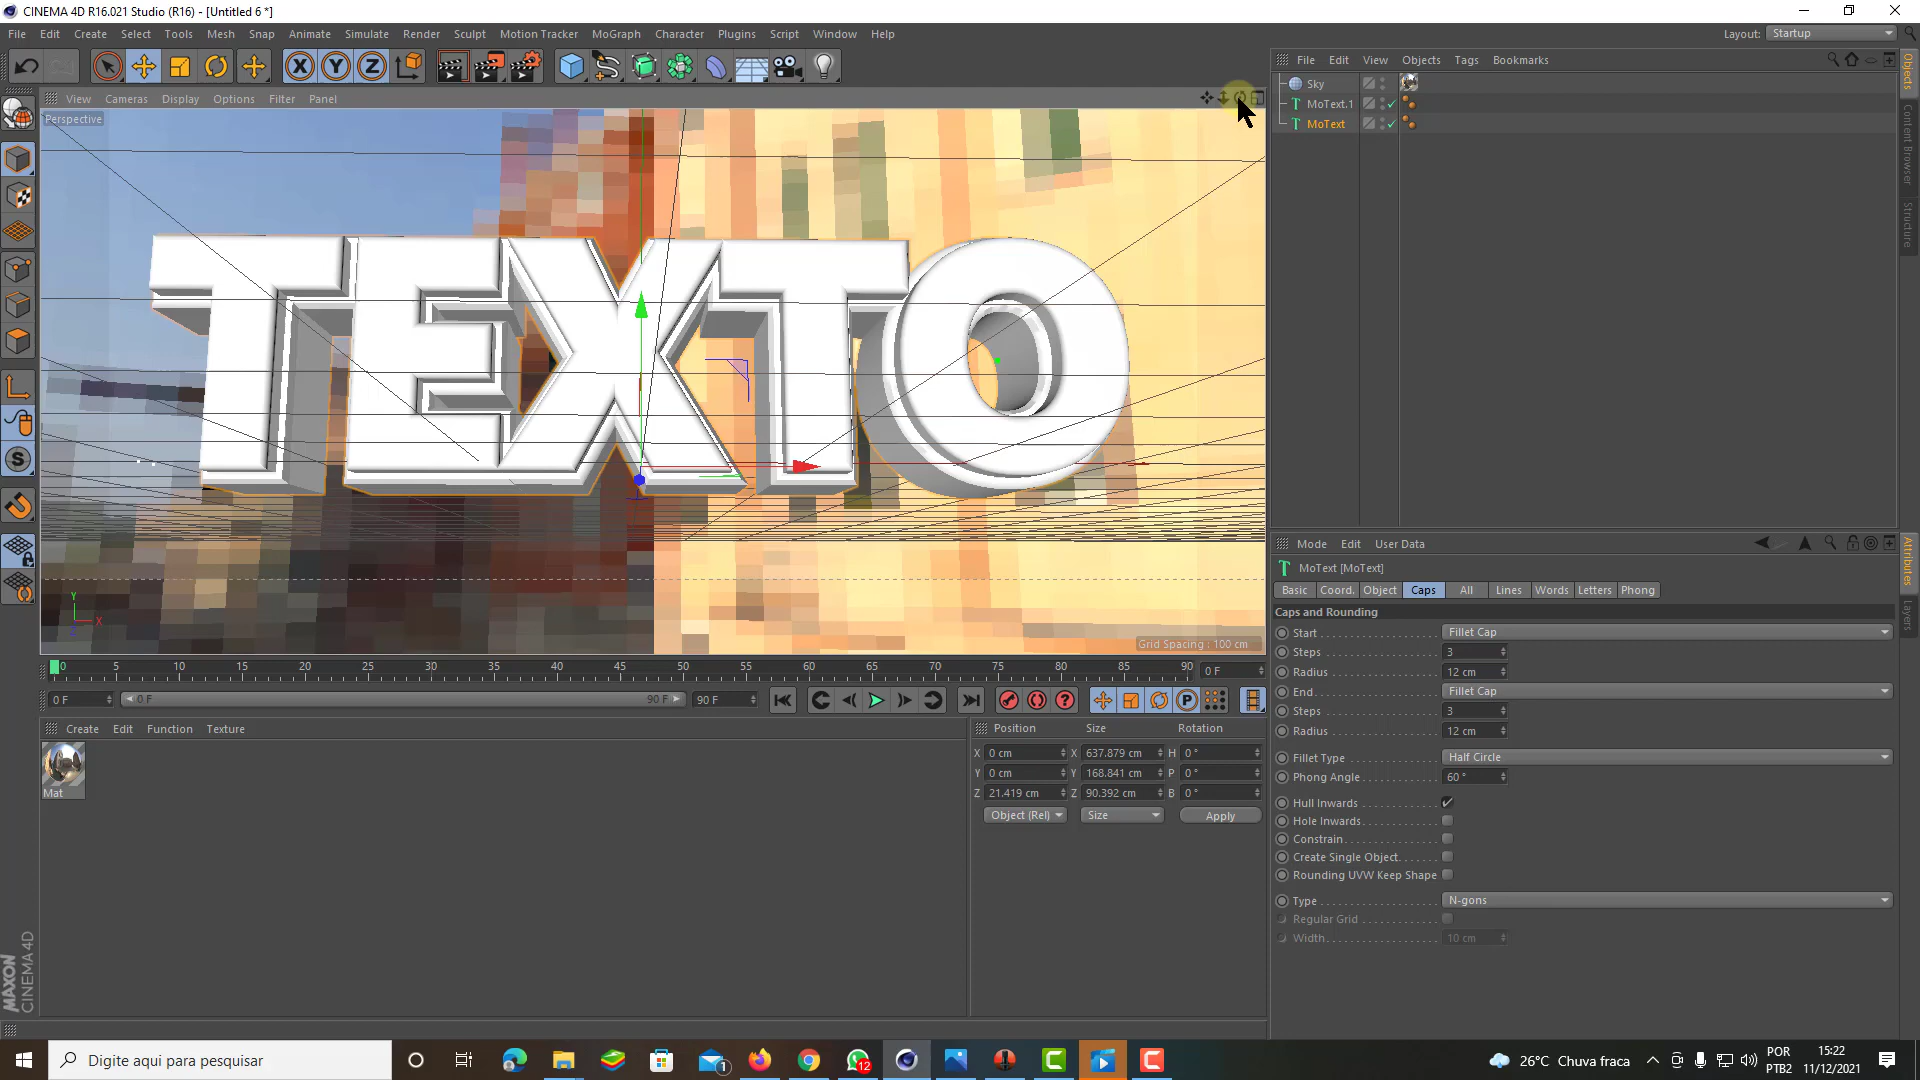 CINEMA 4D R16.021 Studio (R16) - [Untitled 6 *]
File Edit Create Select Tools Mesh Snap Animate Simulate Render Sculpt Motion Tracker MoGraph Character Plugins Script Window Help
Layout: Startup
X Y Z
View Cameras Display Options Filter Panel
Perspective
TEXTO
Y
X
Z
Grid Spacing : 100 cm
0 5 10 15 20 25 30 35 40 45 50 55 60 65 70 75 80 85 90 0 F
0 F 0 F 90 F 90 F
Create Edit Function Texture
Mat
Position Size Rotation
X 0 cm X 637.879 cm H 0 °
Y 0 cm Y 168.841 cm P 0 °
Z 21.419 cm Z 90.392 cm B 0 °
Object (Rel) Size Apply
File Edit View Objects Tags Bookmarks
Sky
MoText.1
MoText
Objects
Content Browser
Structure
Mode Edit User Data
MoText [MoText]
Basic Coord. Object Caps All Lines Words Letters Phong
Caps and Rounding
Start Fillet Cap
Steps 3
Radius 12 cm
End Fillet Cap
Steps 3
Radius 12 cm
Fillet Type Half Circle
Phong Angle 60 °
Hull Inwards
Hole Inwards
Constrain
Create Single Object
Rounding UVW Keep Shape
Type N-gons
Regular Grid
Width 10 cm
Attributes
Layers
MAXON
CINEMA 4D
Digite aqui para pesquisar
1
12
26°C Chuva fraca
POR
PTB2
15:22
11/12/2021